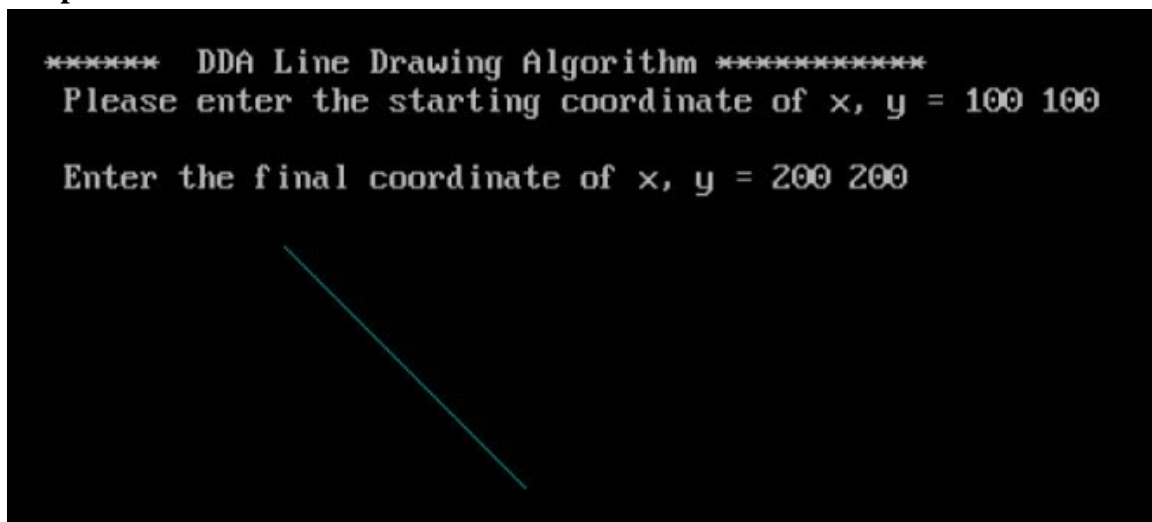 ****** DDA Line Drawing Algorithm ***********
Please enter the starting coordinate of x, y = 100 100
Enter the final coordinate of x, y = 200 200